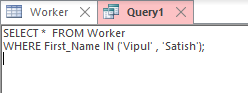 Worker Query1
SELECT * FROM Worker
WHERE First_Name IN ('Vipul' , 'Satish');